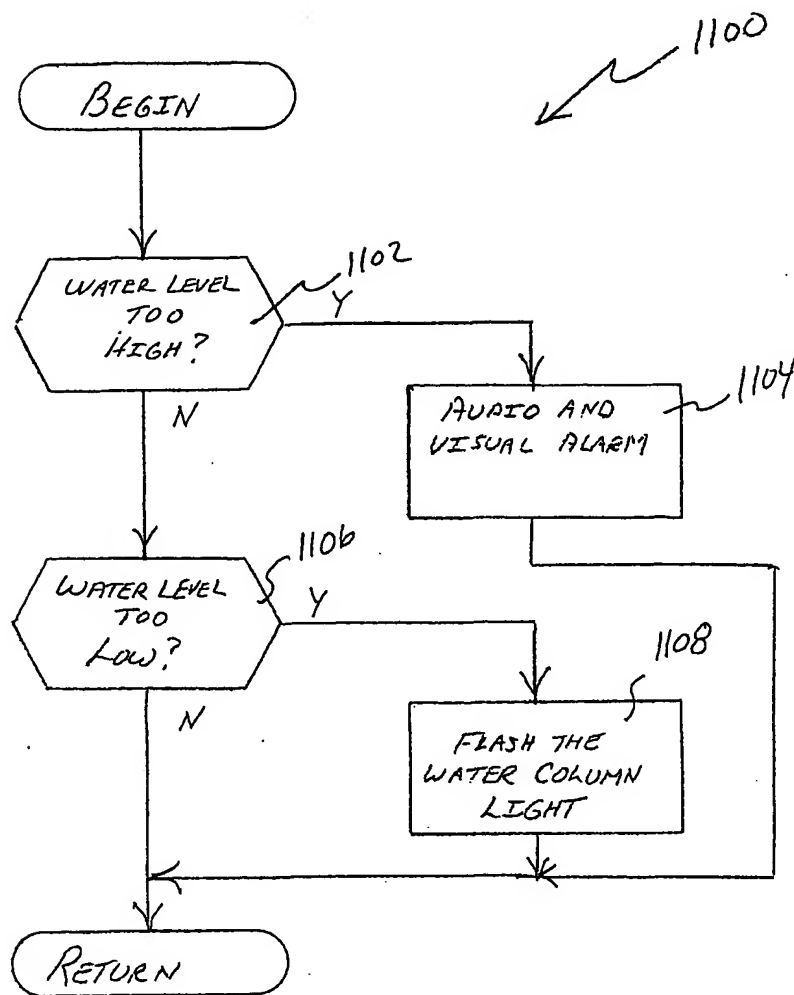 1100
BEGIN
WATER LEVEL
TOO
HIGH?
1102
Y
N
AUDIO AND
VISUAL ALARM
1104
WATER LEVEL
TOO
LOW?
1106
Y
N
1108
FLASH THE
WATER COLUMN
LIGHT
RETURN